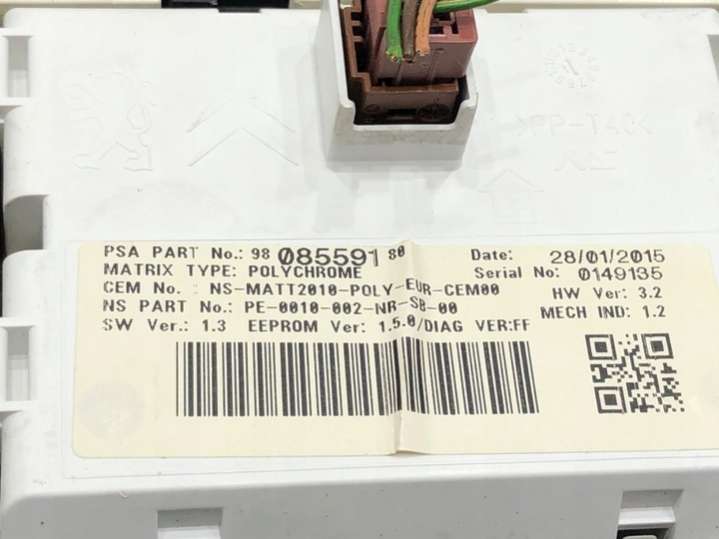 >PP-T40<
PSA PART No.: 98 085591 80 Date: 28/01/2015
MATRIX TYPE: POLYCHROME Serial No: 0149135
CEM No. : NS-MATT2010-POLY-EUR-CEM00 HW Ver: 3.2
NS PART No.: PE-0010-002-NR-SB-00 MECH IND: 1.2
SW Ver.: 1.3 EEPROM Ver: 1.5.0/DIAG VER:FF